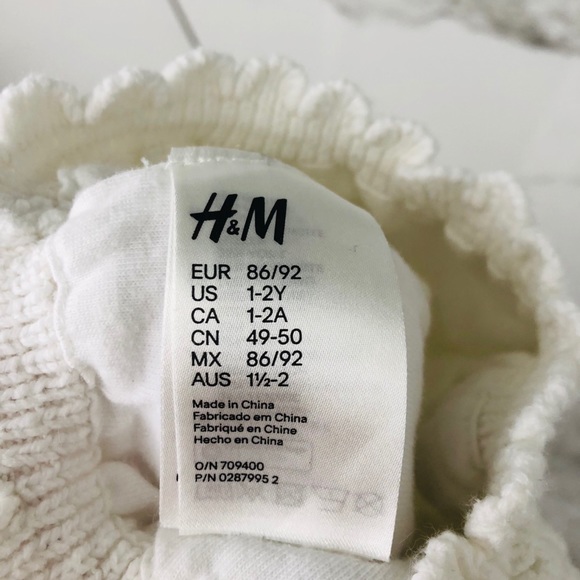 H&M
EUR 86/92
US 1-2Y
CA 1-2A
CN 49-50
MX 86/92
AUS 1½-2
Made in China
Fabricado em China
Fabriqué en Chine
Hecho en China
O/N 709400
P/N 0287995 2